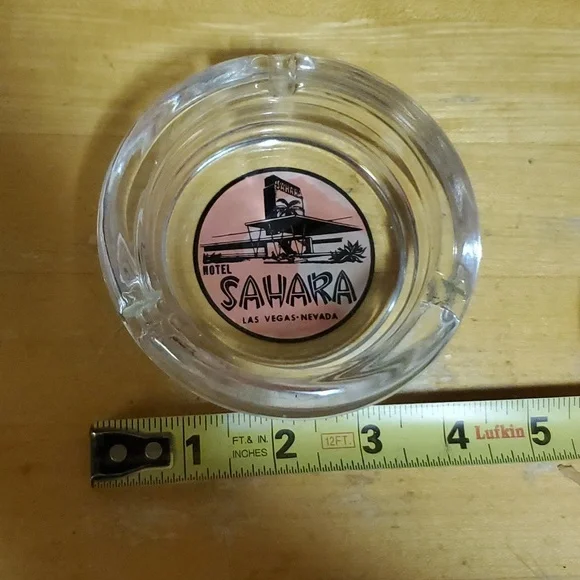 SAHARA
HOTEL
SAHARA
LAS VEGAS·NEVADA
1 FT.& IN. INCHES 2 12FT. 3 4 Lufkin 5